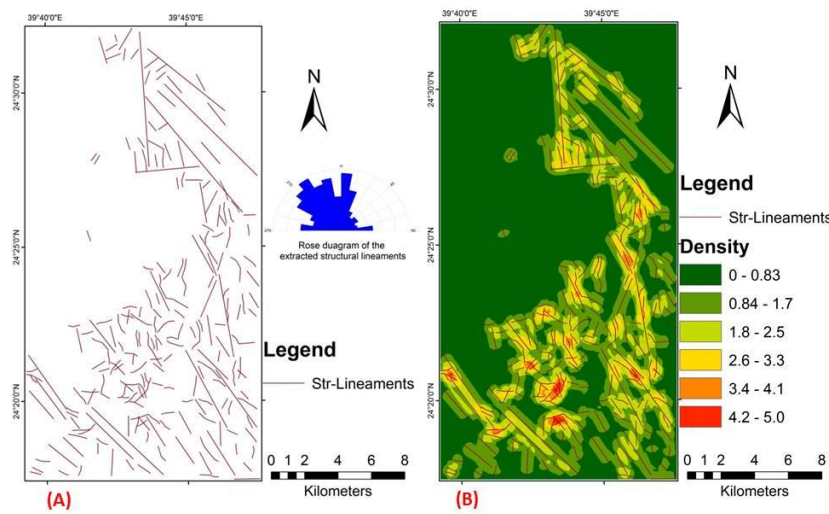 39°40'0"E
39°45'0"E
24°30'0"N
24°25'0"N
24°20'0"N
N
Rose duagram of the
extracted structural lineaments
Legend
Str-Lineaments
0 2 4 6 8
Kilometers
(A)
39°40'0"E
39°45'0"E
24°30'0"N
24°25'0"N
24°20'0"N
N
Legend
Str-Lineaments
Density
0 - 0.83
0.84 - 1.7
1.8 - 2.5
2.6 - 3.3
3.4 - 4.1
4.2 - 5.0
0 2 4 6 8
Kilometers
(B)